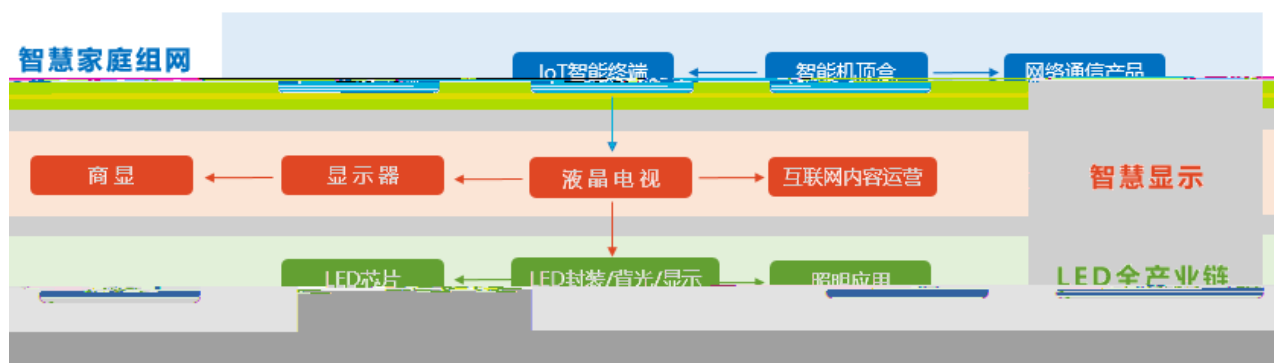 智慧家庭组网
IoT智能终端 智能机顶盒 网络通信产品
商显 显示器 液晶电视 互联网内容运营 智慧显示
LED芯片 LED封装/背光/显示 照明应用 LED全产业链